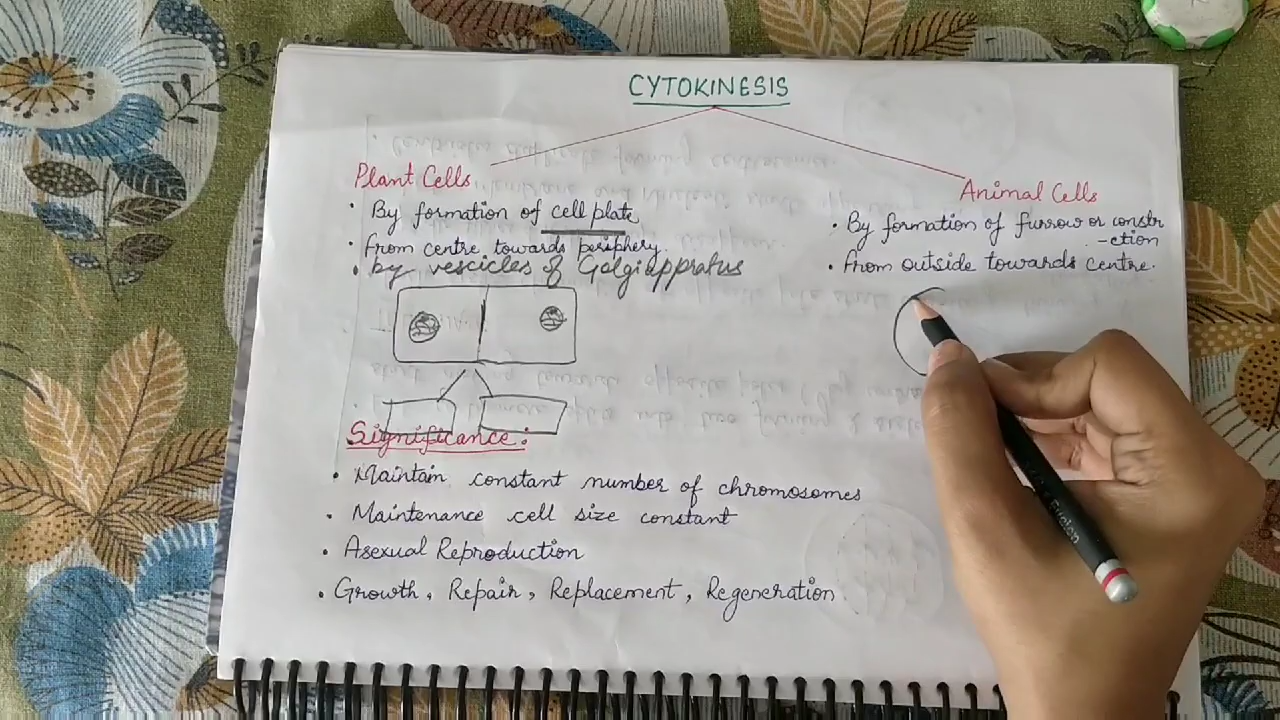 CYTOKINESIS
Plant Cells
• By formation of cell plate
• From centre towards periphery.
• by vescicles of Golgi appratus
Animal Cells
• By formation of furrow or constr
-ction
• From outside towards centre.
Significance:
• Maintain constant number of chromosomes
• Maintenance cell size constant
• Asexual Reproduction
• Growth, Repair, Replacement, Regeneration